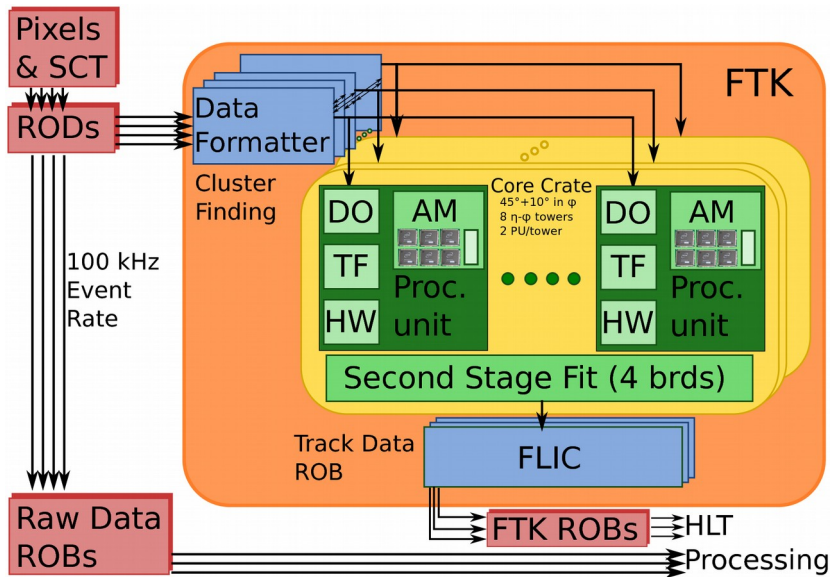 Pixels
& SCT
RODs
100 kHz
Event
Rate
Raw Data
ROBs
FTK
Data
Formatter
Cluster
Finding
Core Crate
45°+10° in φ
8 η-φ towers
2 PU/tower
DO
TF
HW
AM
Proc.
unit
DO
TF
HW
AM
Proc.
unit
Second Stage Fit (4 brds)
Track Data
ROB
FLIC
FTK ROBs
HLT
Processing